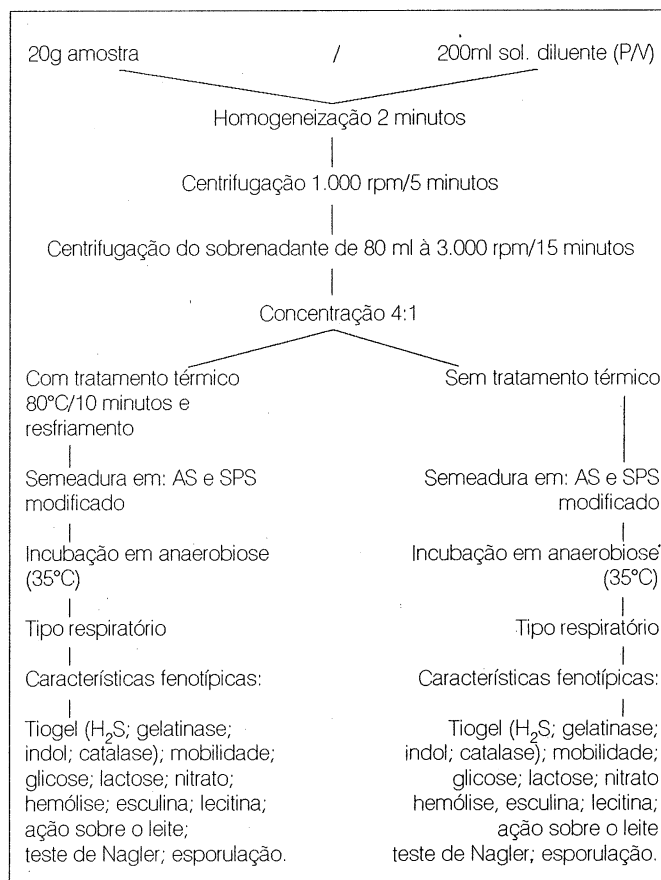 20g amostra / 200ml sol. diluente (P/V)
Homogeneização 2 minutos
Centrifugação 1.000 rpm/5 minutos
Centrifugação do sobrenadante de 80 ml à 3.000 rpm/15 minutos
Concentração 4:1
Com tratamento térmico
80°C/10 minutos e
resfriamento
Semeadura em: AS e SPS
modificado
Incubação em anaerobiose
(35°C)
Tipo respiratório
Características fenotípicas:
Tiogel (H₂S; gelatinase;
indol; catalase); mobilidade;
glicose; lactose; nitrato;
hemólise; esculina; lecitina;
ação sobre o leite;
teste de Nagler; esporulação.
Sem tratamento térmico
Semeadura em: AS e SPS
modificado
Incubação em anaerobiose
(35°C)
Tipo respiratório
Características fenotípicas:
Tiogel (H₂S; gelatinase;
indol; catalase); mobilidade;
glicose; lactose; nitrato
hemólise, esculina; lecitina;
ação sobre o leite
teste de Nagler; esporulação.